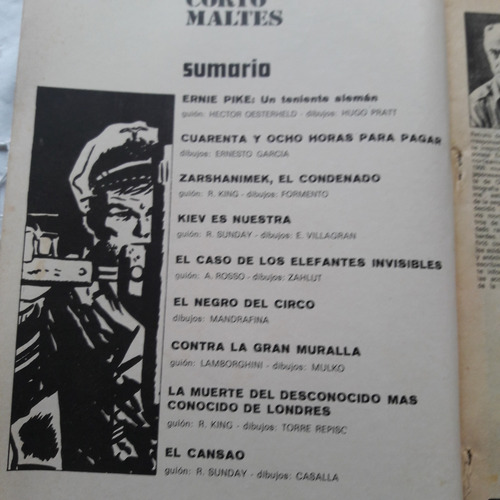 CORTO
MALTES
sumario
ERNIE PIKE: Un teniente alemán
guión: HECTOR OESTERHELD - dibujos: HUGO PRATT
CUARENTA Y OCHO HORAS PARA PAGAR
dibujos: ERNESTO GARCIA
ZARSHANIMEK, EL CONDENADO
guión: R. KING - dibujos: FORMENTO
KIEV ES NUESTRA
guión: R. SUNDAY - dibujos: E. VILLAGRAN
EL CASO DE LOS ELEFANTES INVISIBLES
guión: A. ROSSO - dibujos: ZAHLUT
EL NEGRO DEL CIRCO
dibujos: MANDRAFINA
CONTRA LA GRAN MURALLA
guión: LAMBORGHINI - dibujos: MULKO
LA MUERTE DEL DESCONOCIDO MAS
CONOCIDO DE LONDRES
guión: R. KING - dibujos: TORRE REPISC
EL CANSAO
guión: R. SUNDAY - dibujos: CASALLA